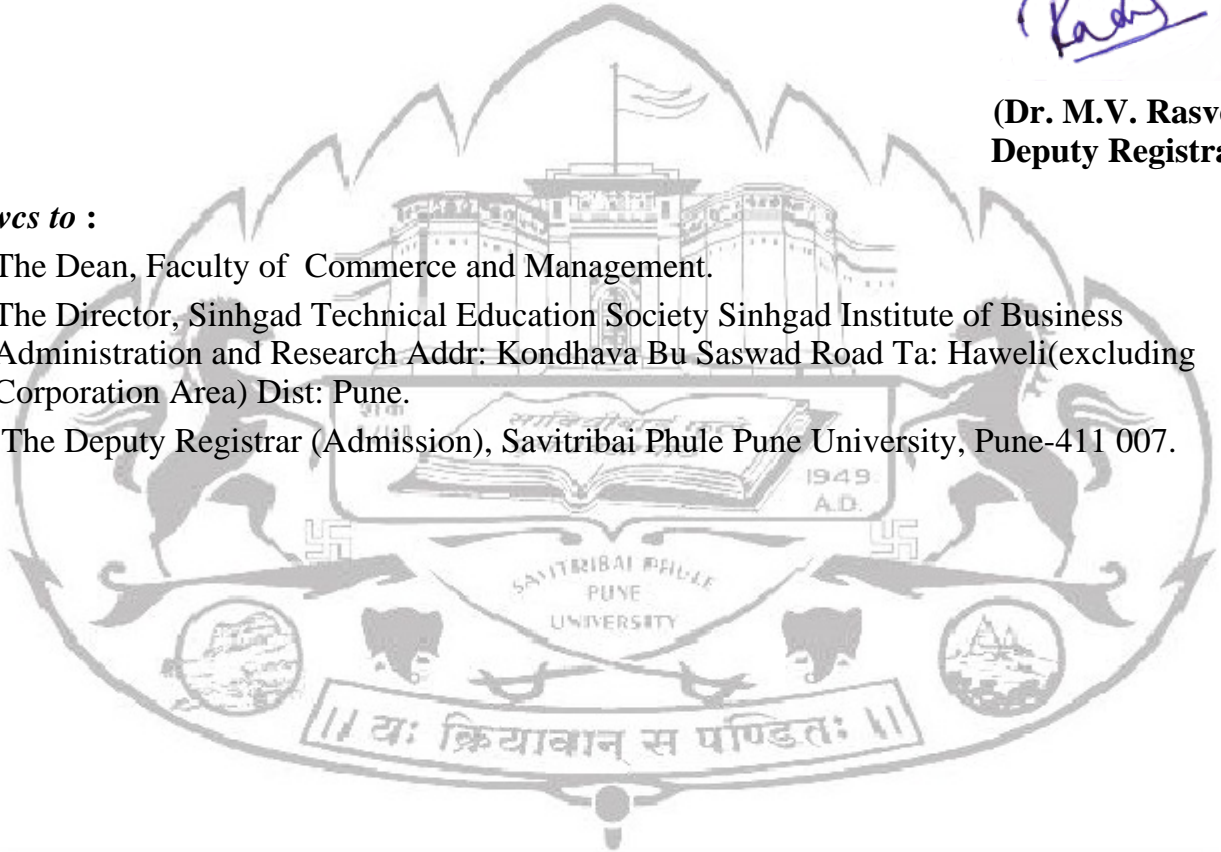 (Dr. M.V. Rasv
Deputy Registra
wcs to :
The Dean, Faculty of Commerce and Management.
The Director, Sinhgad Technical Education Society Sinhgad Institute of Business
Administration and Research Addr: Kondhava Bu Saswad Road Ta: Haweli(excluding
Corporation Area) Dist: Pune.
The Deputy Registrar (Admission), Savitribai Phule Pune University, Pune-411 007.
1949
A.D.
SAVITRIBAI PHULE
PUNE
UNIVERSITY
॥ यः क्रियावान् स पण्डितः ॥